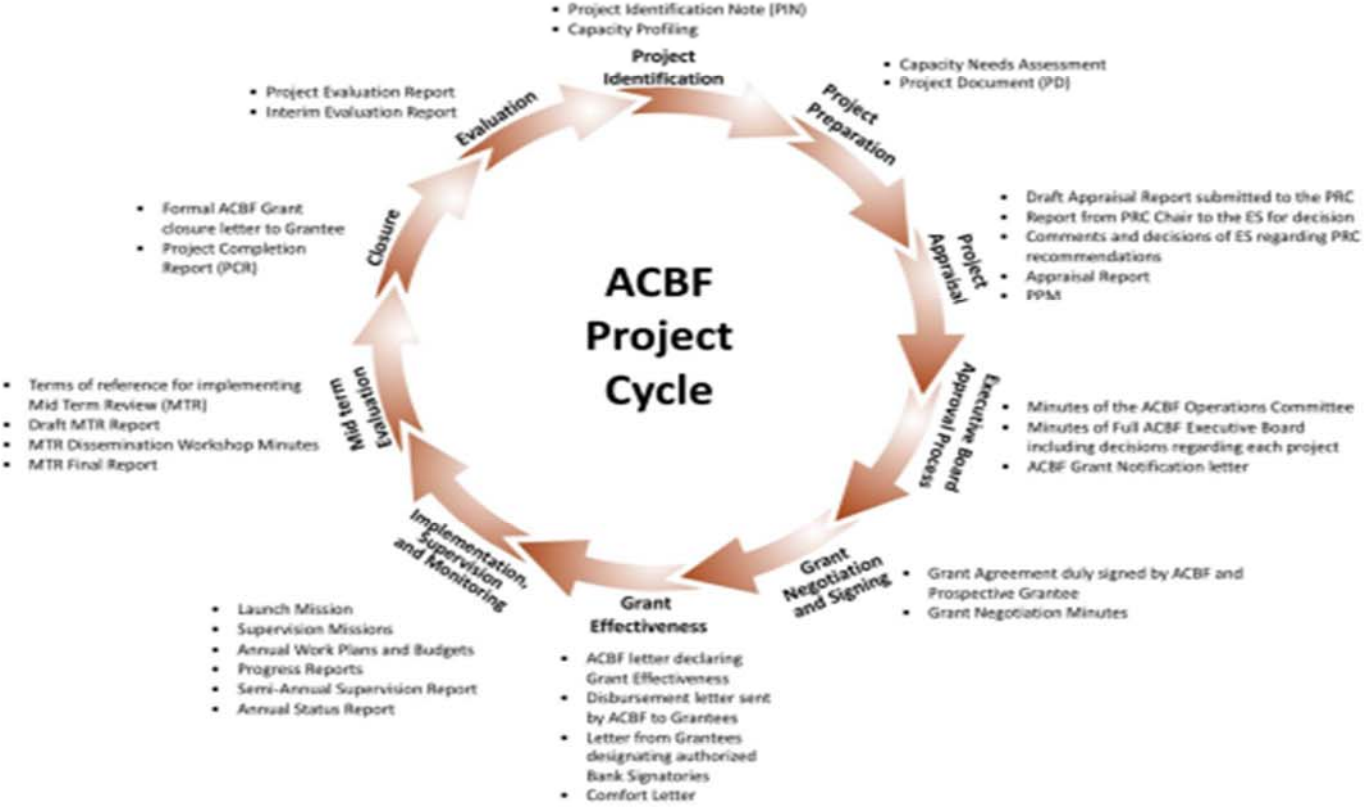 • Project Identification Note (PIN)
• Capacity Profiling
Project
Identification
• Capacity Needs Assessment
• Project Document (PD)
Project
Preparation
• Draft Appraisal Report submitted to the PRC
• Report from PRC Chair to the ES for decision
• Comments and decisions of ES regarding PRC
recommendations
• Appraisal Report
• PPM
Project
Appraisal
• Minutes of the ACBF Operations Committee
• Minutes of Full ACBF Executive Board
including decisions regarding each project
• ACBF Grant Notification letter
Executive Board
Approval Process
• Grant Agreement duly signed by ACBF and
Prospective Grantee
• Grant Negotiation Minutes
Grant
Negotiation
and Signing
Grant
Effectiveness
• ACBF letter declaring
Grant Effectiveness
• Disbursement letter sent
by ACBF to Grantees
• Letter from Grantees
designating authorized
Bank Signatories
• Comfort Letter
Implementation,
Supervision
and Monitoring
• Launch Mission
• Supervision Missions
• Annual Work Plans and Budgets
• Progress Reports
• Semi-Annual Supervision Report
• Annual Status Report
Mid term
Evaluation
• Terms of reference for implementing
Mid Term Review (MTR)
• Draft MTR Report
• MTR Dissemination Workshop Minutes
• MTR Final Report
Closure
• Formal ACBF Grant
closure letter to Grantee
• Project Completion
Report (PCR)
Evaluation
• Project Evaluation Report
• Interim Evaluation Report
ACBF
Project
Cycle